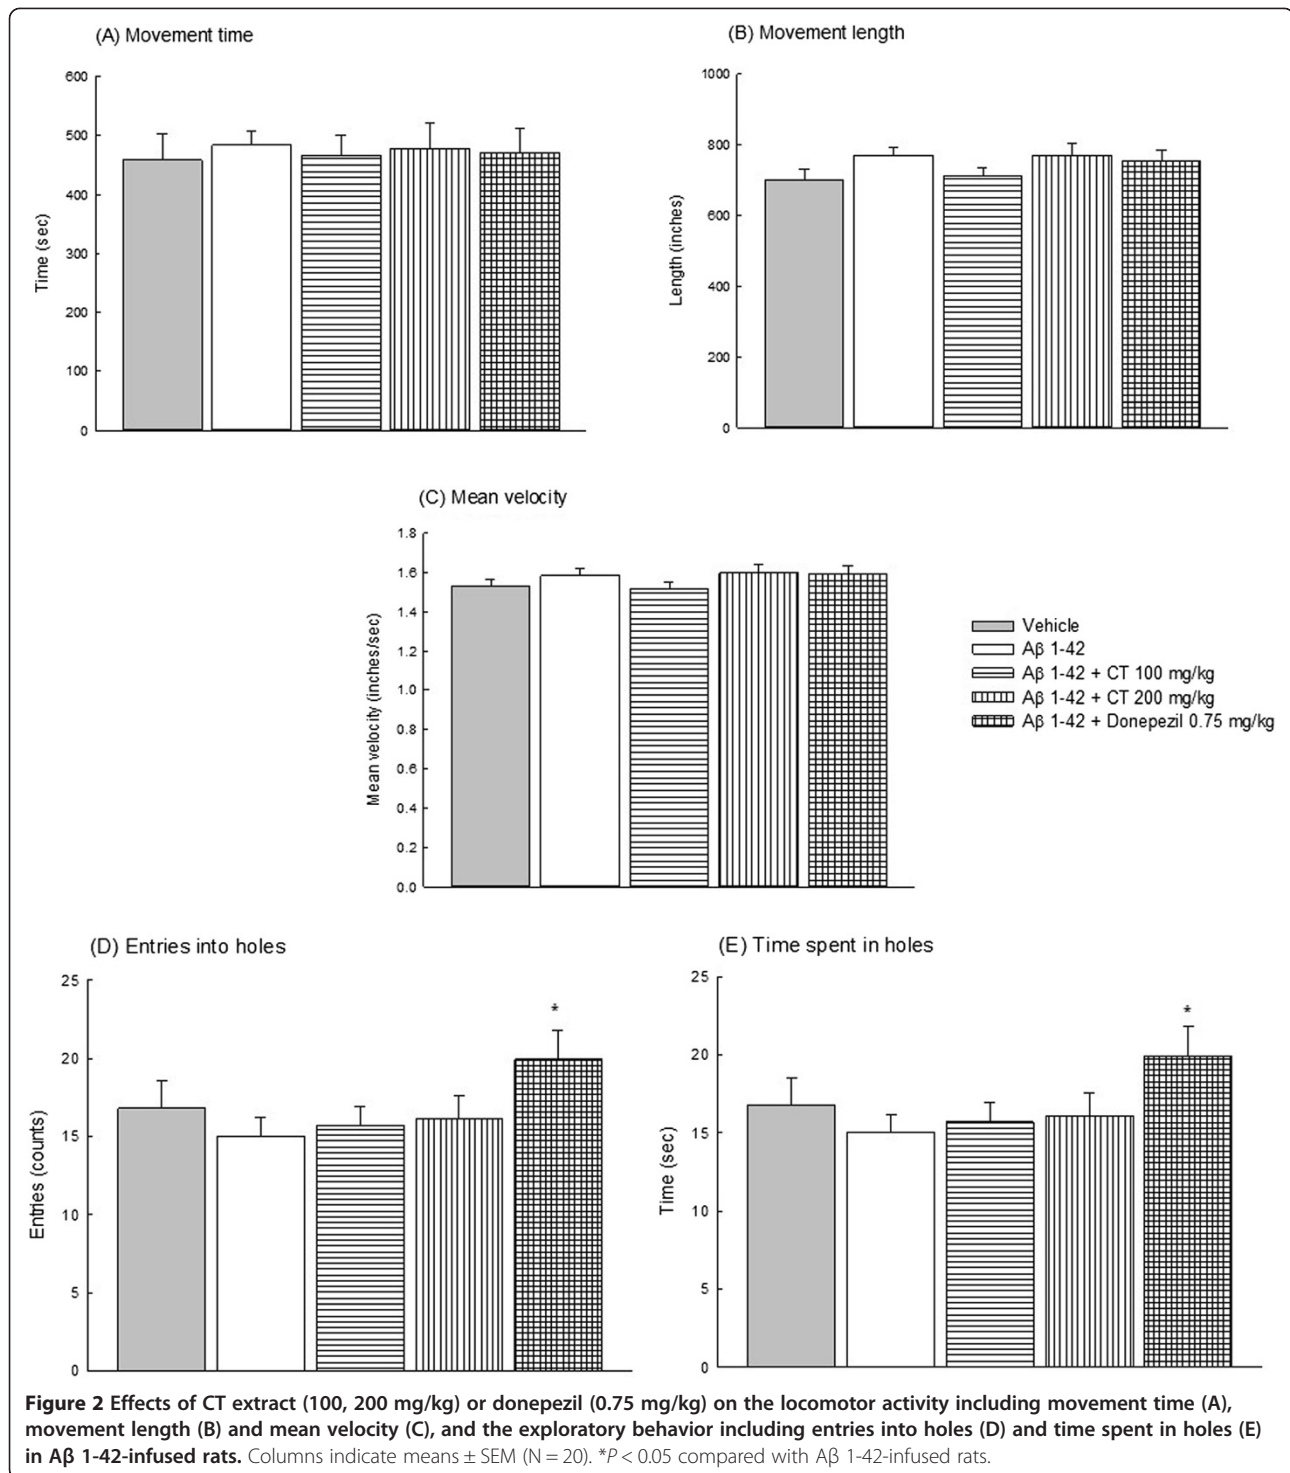 (A) Movement time
600
500
400
300
200
100
0
Time (sec)
(B) Movement length
1000
800
600
400
200
0
Length (inches)
(C) Mean velocity
1.8
1.6
1.4
1.2
1.0
0.8
0.6
0.4
0.2
0.0
Mean velocity (inches/sec)
Vehicle
Aβ 1-42
Aβ 1-42 + CT 100 mg/kg
Aβ 1-42 + CT 200 mg/kg
Aβ 1-42 + Donepezil 0.75 mg/kg
(D) Entries into holes
25
20
15
10
5
0
Entries (counts)
*
(E) Time spent in holes
25
20
15
10
5
0
Time (sec)
*
Figure 2 Effects of CT extract (100, 200 mg/kg) or donepezil (0.75 mg/kg) on the locomotor activity including movement time (A),
movement length (B) and mean velocity (C), and the exploratory behavior including entries into holes (D) and time spent in holes (E)
in Aβ 1-42-infused rats. Columns indicate means ± SEM (N = 20). *P < 0.05 compared with Aβ 1-42-infused rats.